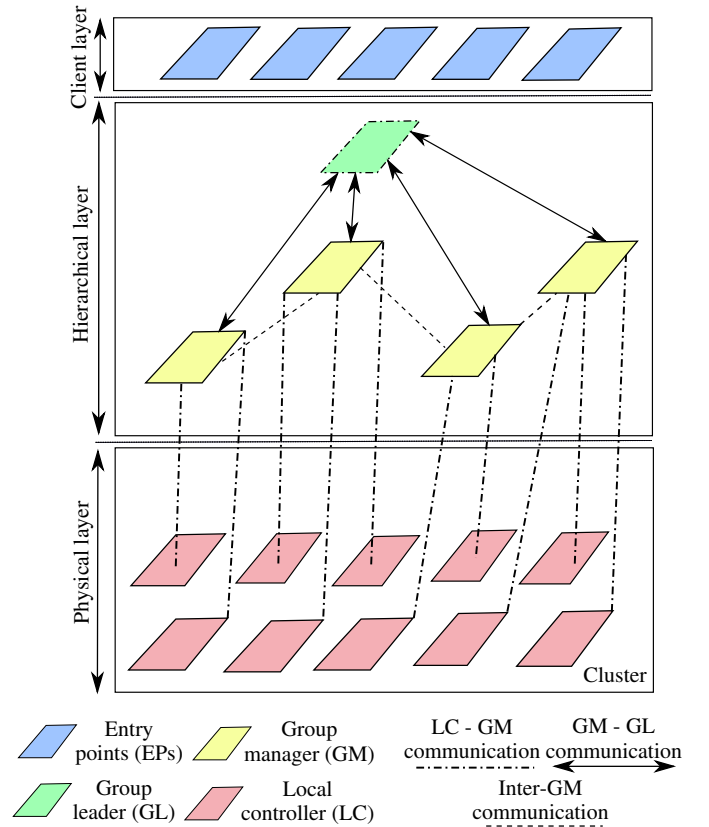 Client layer
Hierarchical layer
Physical layer
Cluster
Entry
points (EPs)
Group
manager (GM)
LC - GM
communication
GM - GL
communication
Group
leader (GL)
Local
controller (LC)
Inter-GM
communication